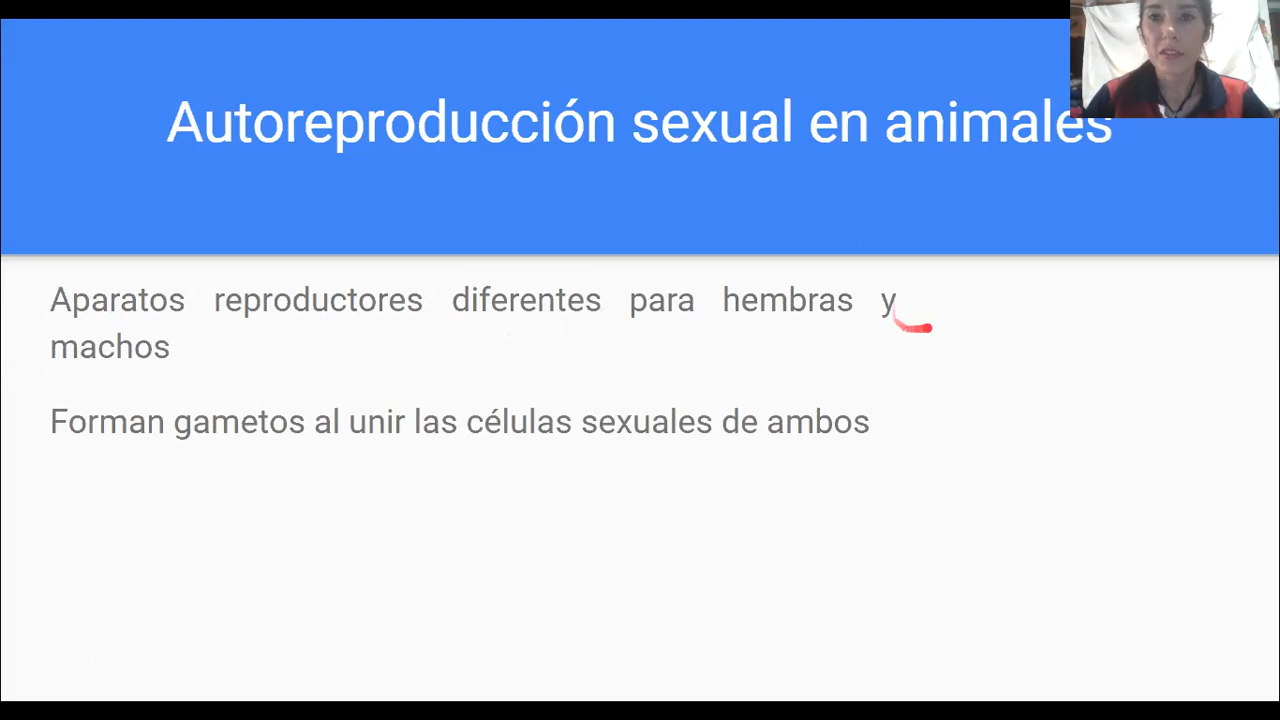 Autoreproducción sexual en animales
Aparatos reproductores diferentes para hembras y
machos
Forman gametos al unir las células sexuales de ambos